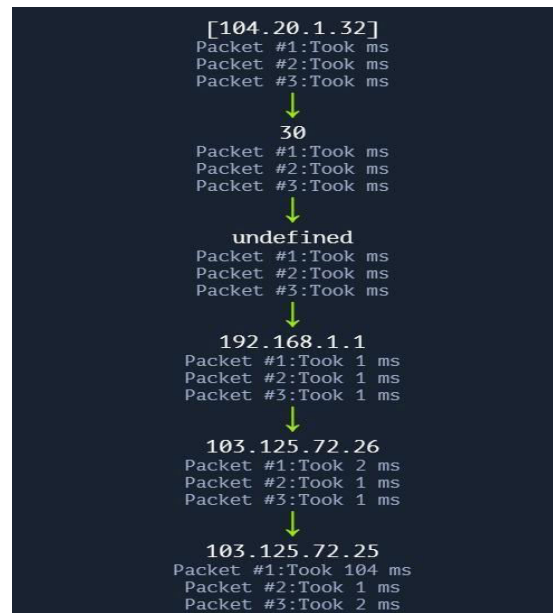 [104.20.1.32]
Packet #1:Took ms
Packet #2:Took ms
Packet #3:Took ms
↓
30
Packet #1:Took ms
Packet #2:Took ms
Packet #3:Took ms
↓
undefined
Packet #1:Took ms
Packet #2:Took ms
Packet #3:Took ms
↓
192.168.1.1
Packet #1:Took 1 ms
Packet #2:Took 1 ms
Packet #3:Took 1 ms
↓
103.125.72.26
Packet #1:Took 2 ms
Packet #2:Took 1 ms
Packet #3:Took 1 ms
↓
103.125.72.25
Packet #1:Took 104 ms
Packet #2:Took 1 ms
Packet #3:Took 2 ms